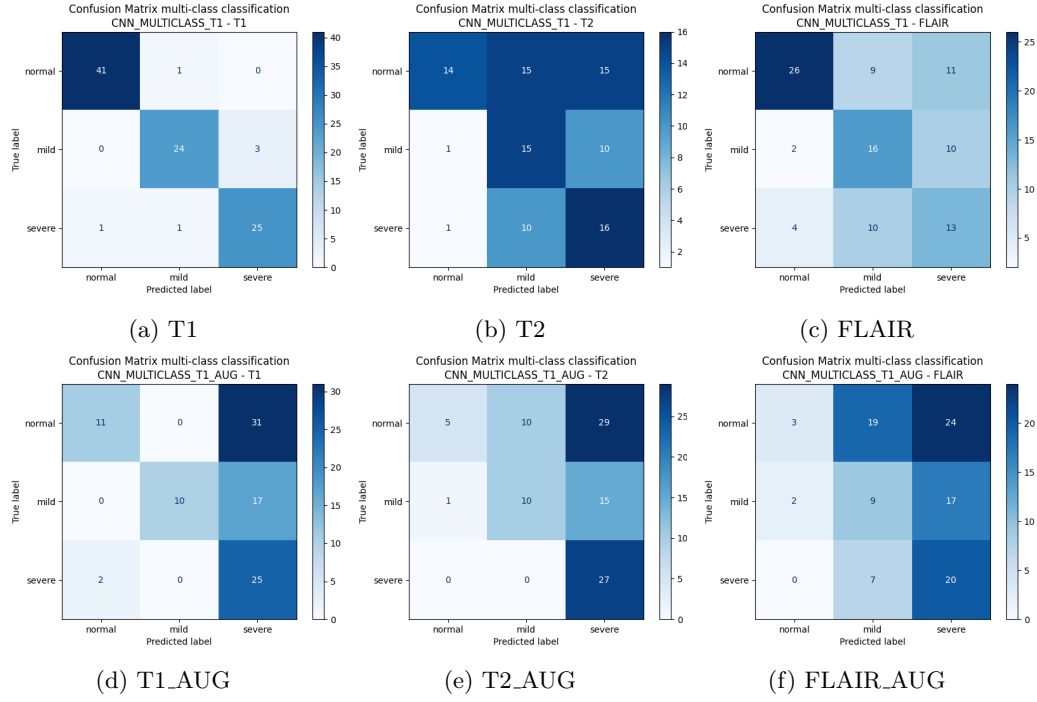 Confusion Matrix multi-class classification
CNN_MULTICLASS_T1 - T1
True label
normal
mild
severe
41 1 0
0 24 3
1 1 25
normal mild severe
Predicted label
40
35
30
25
20
15
10
5
0
(a) T1
Confusion Matrix multi-class classification
CNN_MULTICLASS_T1 - T2
True label
normal
mild
severe
14 15 15
1 15 10
1 10 16
normal mild severe
Predicted label
16
14
12
10
8
6
4
2
(b) T2
Confusion Matrix multi-class classification
CNN_MULTICLASS_T1 - FLAIR
True label
normal
mild
severe
26 9 11
2 16 10
4 10 13
normal mild severe
Predicted label
25
20
15
10
5
(c) FLAIR
Confusion Matrix multi-class classification
CNN_MULTICLASS_T1_AUG - T1
True label
normal
mild
severe
11 0 31
0 10 17
2 0 25
normal mild severe
Predicted label
30
25
20
15
10
5
0
(d) T1_AUG
Confusion Matrix multi-class classification
CNN_MULTICLASS_T1_AUG - T2
True label
normal
mild
severe
5 10 29
1 10 15
0 0 27
normal mild severe
Predicted label
25
20
15
10
5
0
(e) T2_AUG
Confusion Matrix multi-class classification
CNN_MULTICLASS_T1_AUG - FLAIR
True label
normal
mild
severe
3 19 24
2 9 17
0 7 20
normal mild severe
Predicted label
20
15
10
5
0
(f) FLAIR_AUG